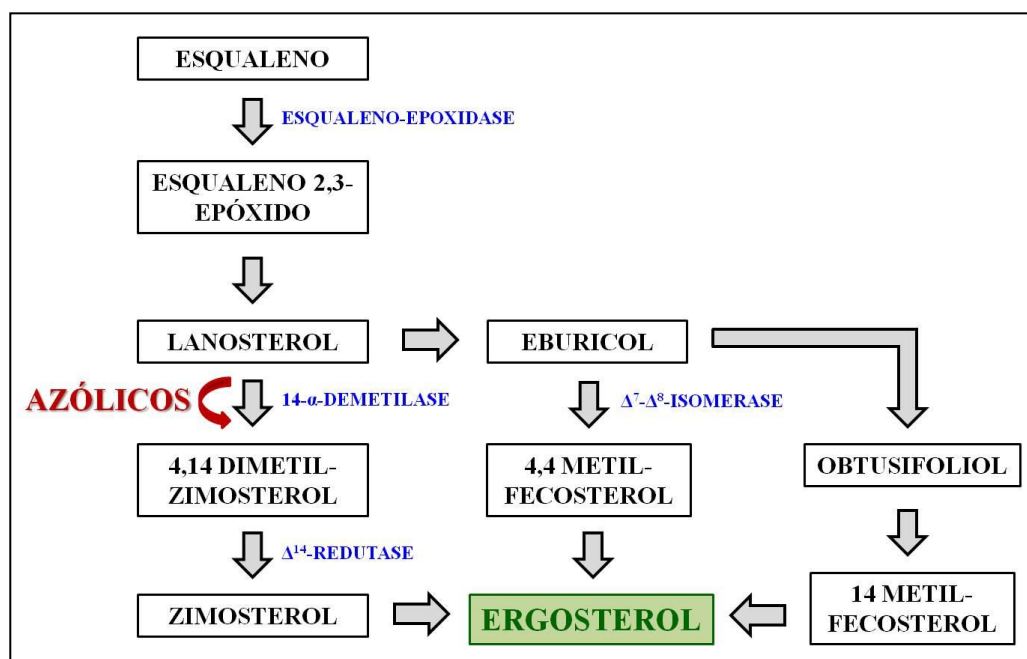 ESQUALENO
ESQUALENO-EPOXIDASE
ESQUALENO 2,3-
EPÓXIDO
LANOSTEROL
EBURICOL
AZÓLICOS
14-α-DEMETILASE
Δ⁷-Δ⁸-ISOMERASE
4,14 DIMETIL-
ZIMOSTEROL
4,4 METIL-
FECOSTEROL
OBTUSIFOLIOL
Δ¹⁴-REDUTASE
ZIMOSTEROL
ERGOSTEROL
14 METIL-
FECOSTEROL